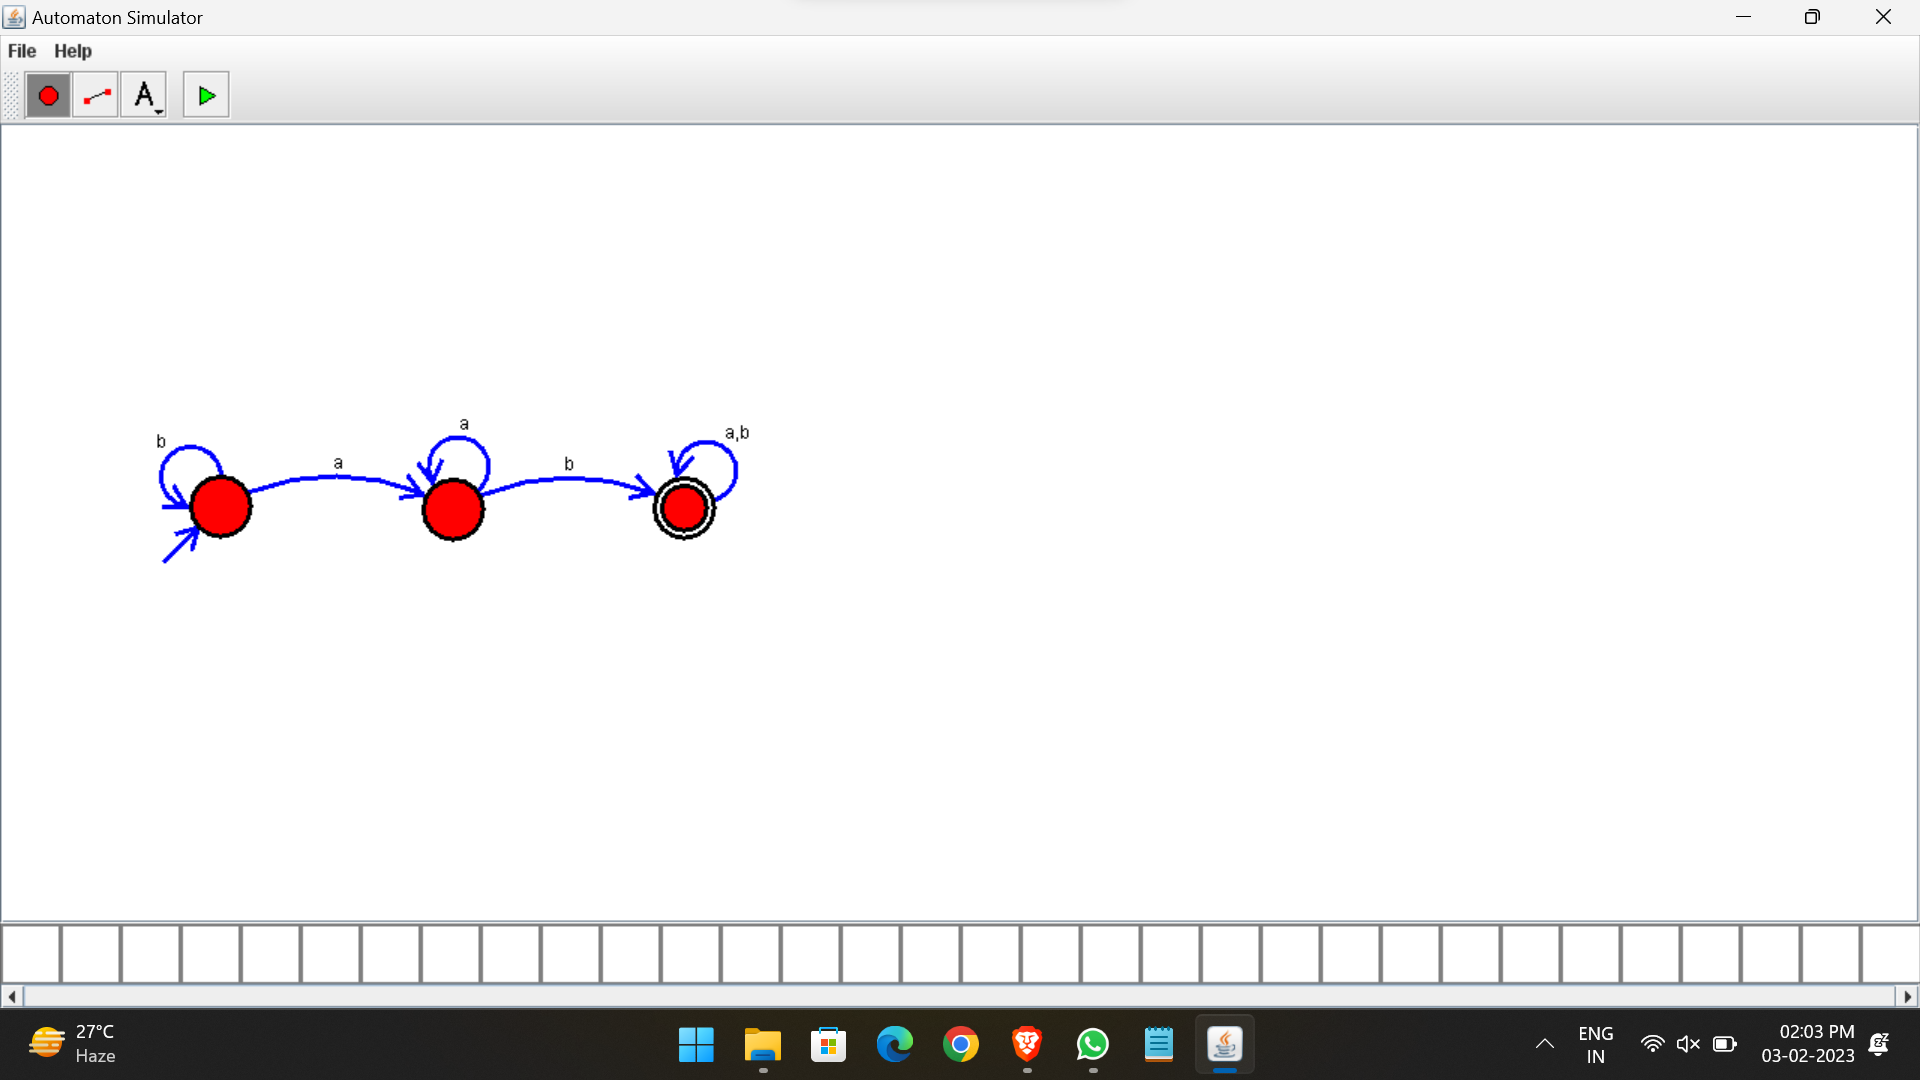 Automaton Simulator
File Help
A
b
a
a
b
a,b
27°C
Haze
ENG
IN
02:03 PM
03-02-2023